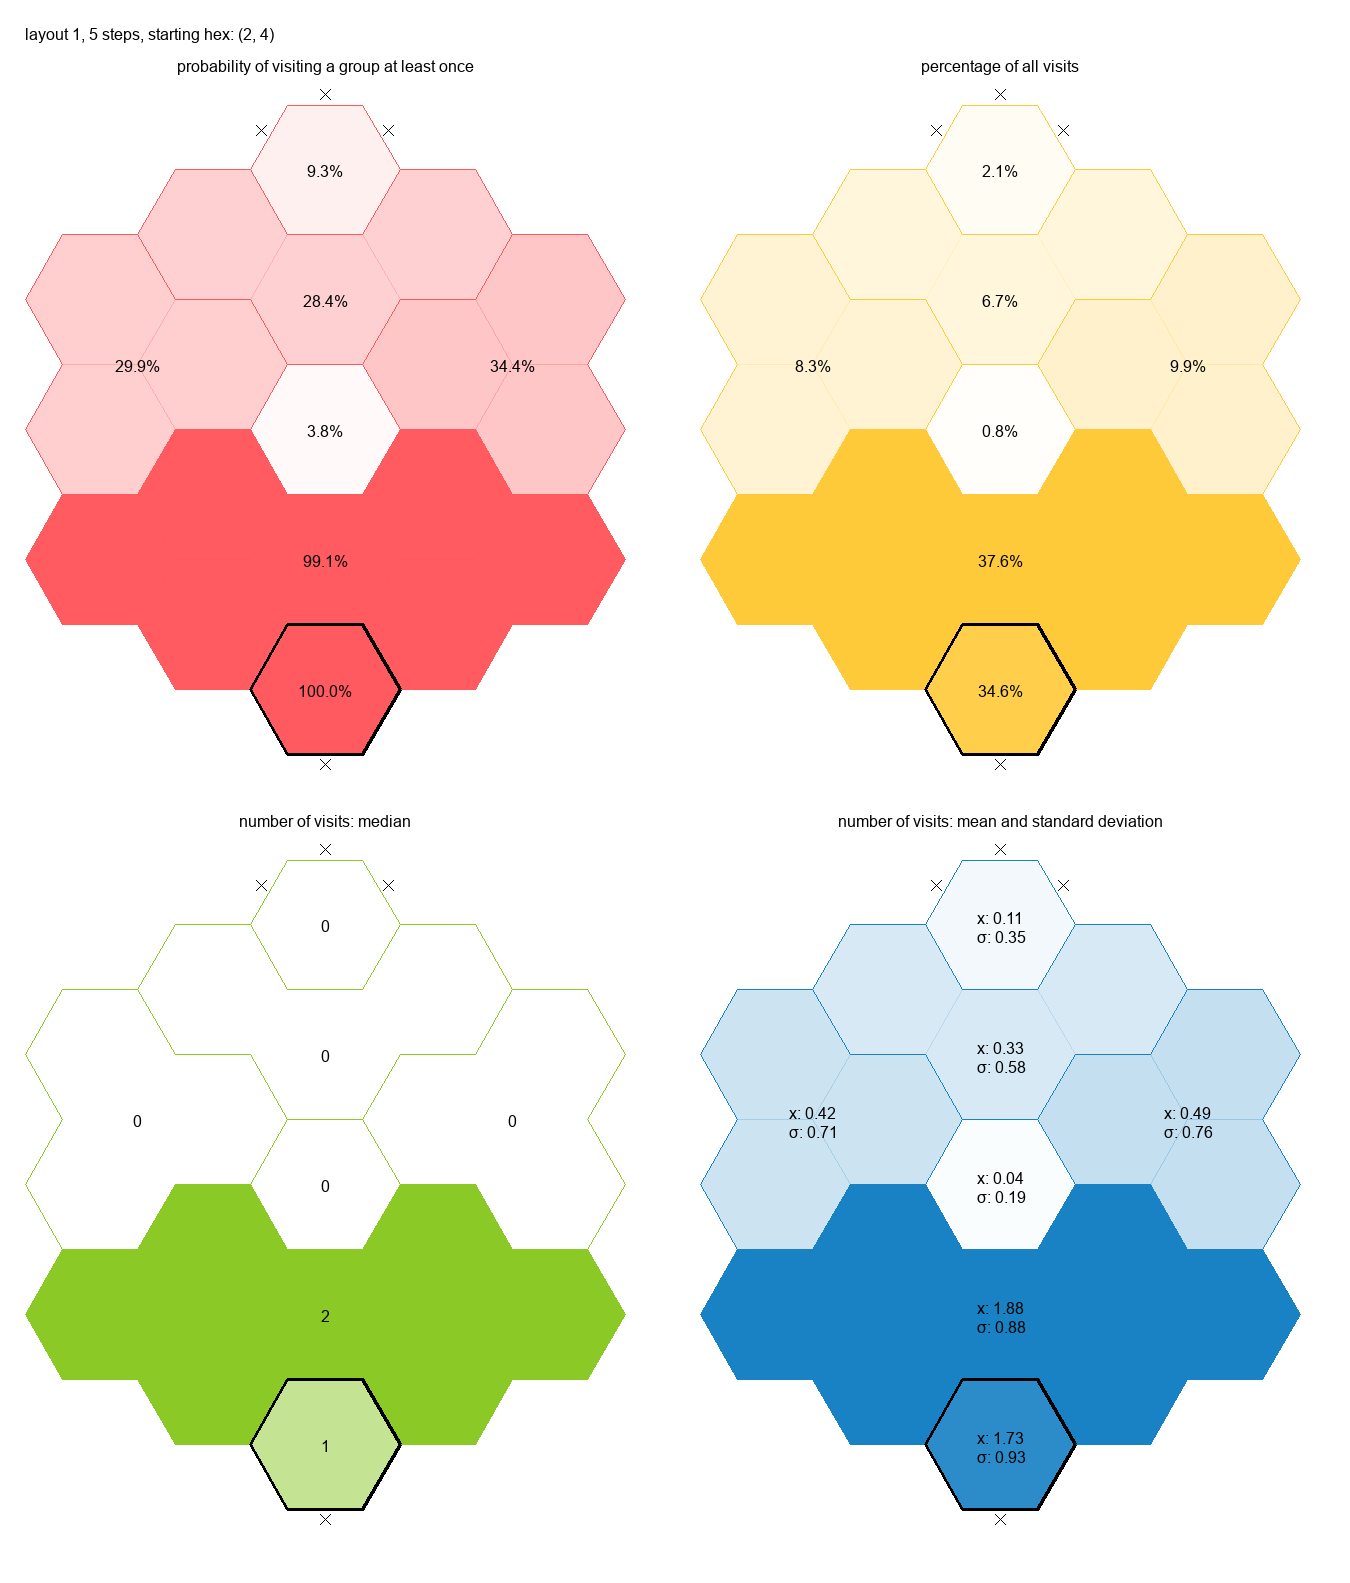 layout 1, 5 steps, starting hex: (2, 4)
probability of visiting a group at least once
9.3%
28.4%
29.9%
34.4%
3.8%
99.1%
100.0%
percentage of all visits
2.1%
6.7%
8.3%
9.9%
0.8%
37.6%
34.6%
number of visits: median
0
0
0
0
0
2
1
number of visits: mean and standard deviation
x: 0.11
σ: 0.35
x: 0.33
σ: 0.58
x: 0.42
σ: 0.71
x: 0.49
σ: 0.76
x: 0.04
σ: 0.19
x: 1.88
σ: 0.88
x: 1.73
σ: 0.93